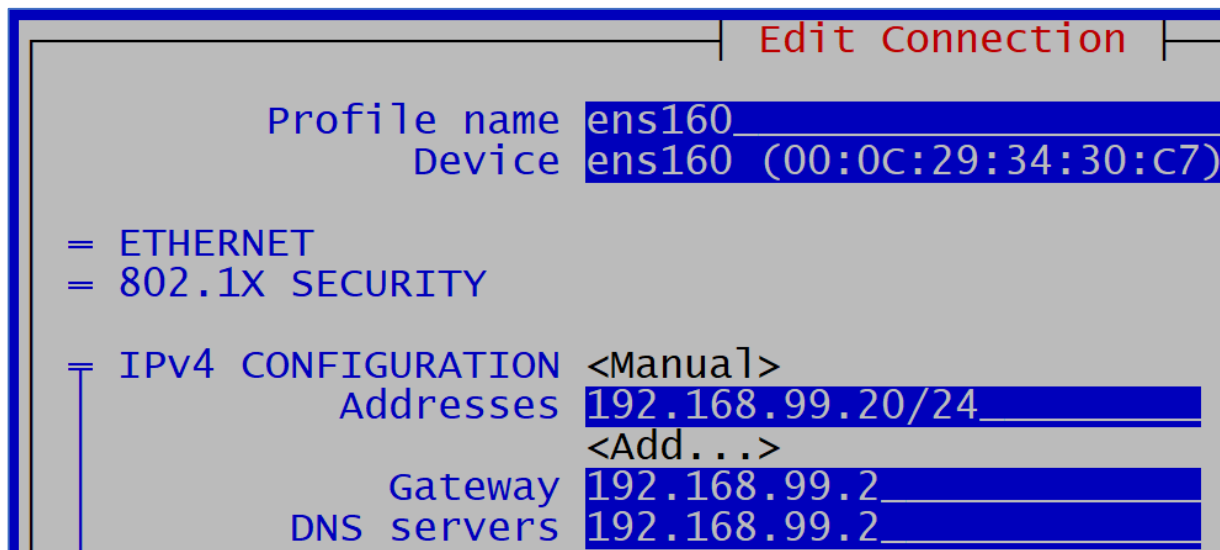 Edit Connection
Profile name ens160
Device ens160 (00:0C:29:34:30:C7)
= ETHERNET
= 802.1X SECURITY
IPv4 CONFIGURATION <Manual>
Addresses 192.168.99.20/24
<Add...>
Gateway 192.168.99.2
DNS servers 192.168.99.2